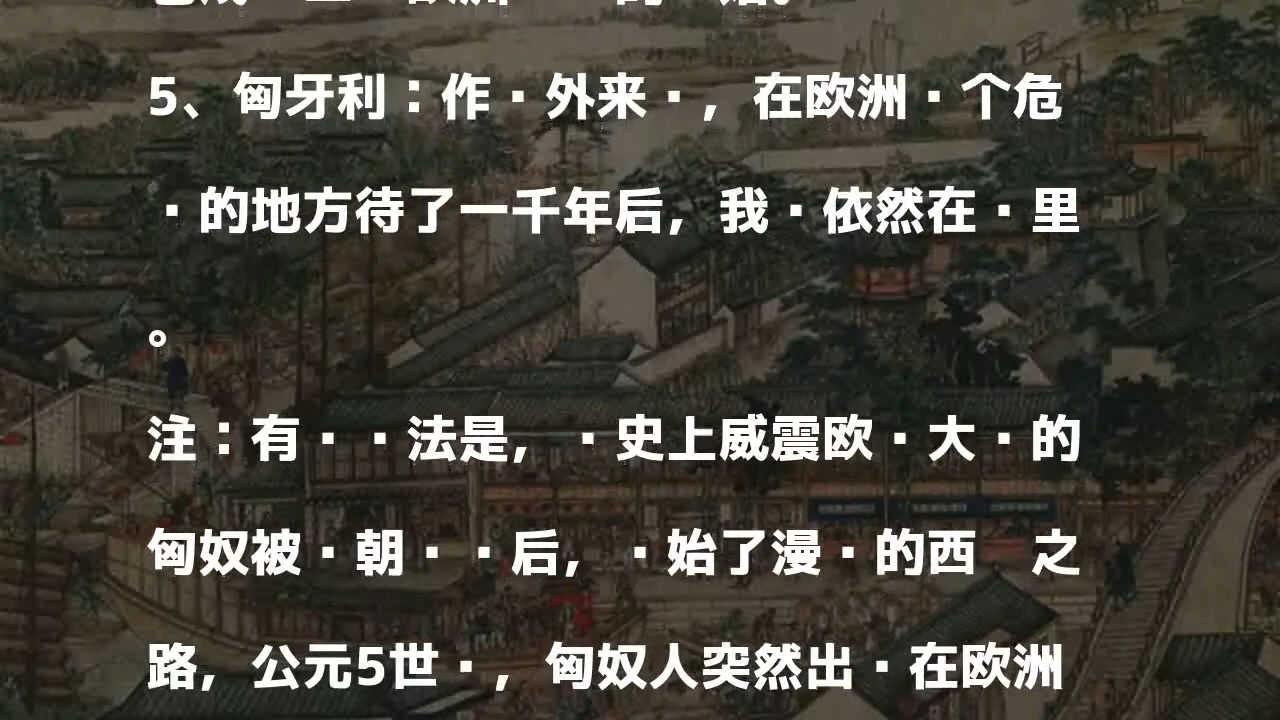 5、匈牙利：作·外来·，在欧洲·个危
·的地方待了一千年后，我·依然在·里
。
注：有··法是，·史上威震欧·大·的
匈奴被·朝··后，·始了漫·的西 之
路，公元5世·，匈奴人突然出·在欧洲